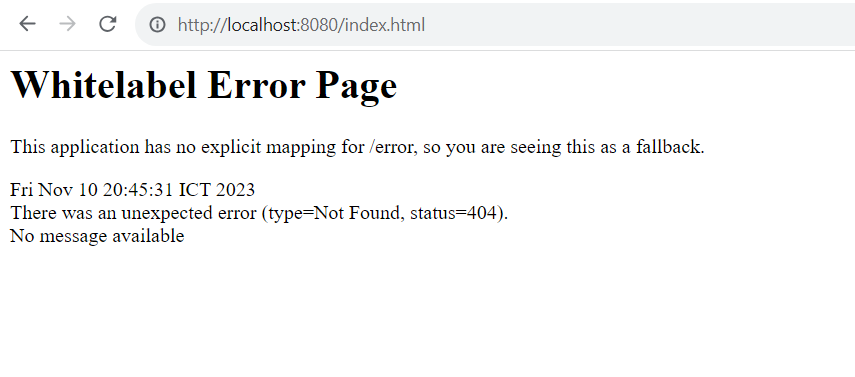 http://localhost:8080/index.html
Whitelabel Error Page
This application has no explicit mapping for /error, so you are seeing this as a fallback.
Fri Nov 10 20:45:31 ICT 2023
There was an unexpected error (type=Not Found, status=404).
No message available